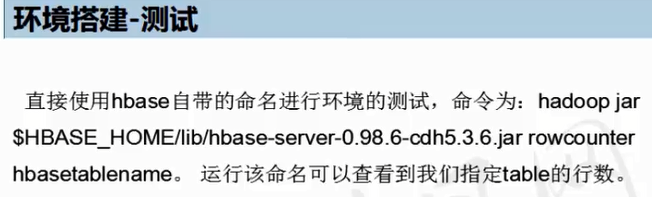 环境搭建-测试
直接使用hbase自带的命名进行环境的测试，命令为：hadoop jar
$HBASE_HOME/lib/hbase-server-0.98.6-cdh5.3.6.jar rowcounter
hbasetablename。 运行该命名可以查看到我们指定table的行数。